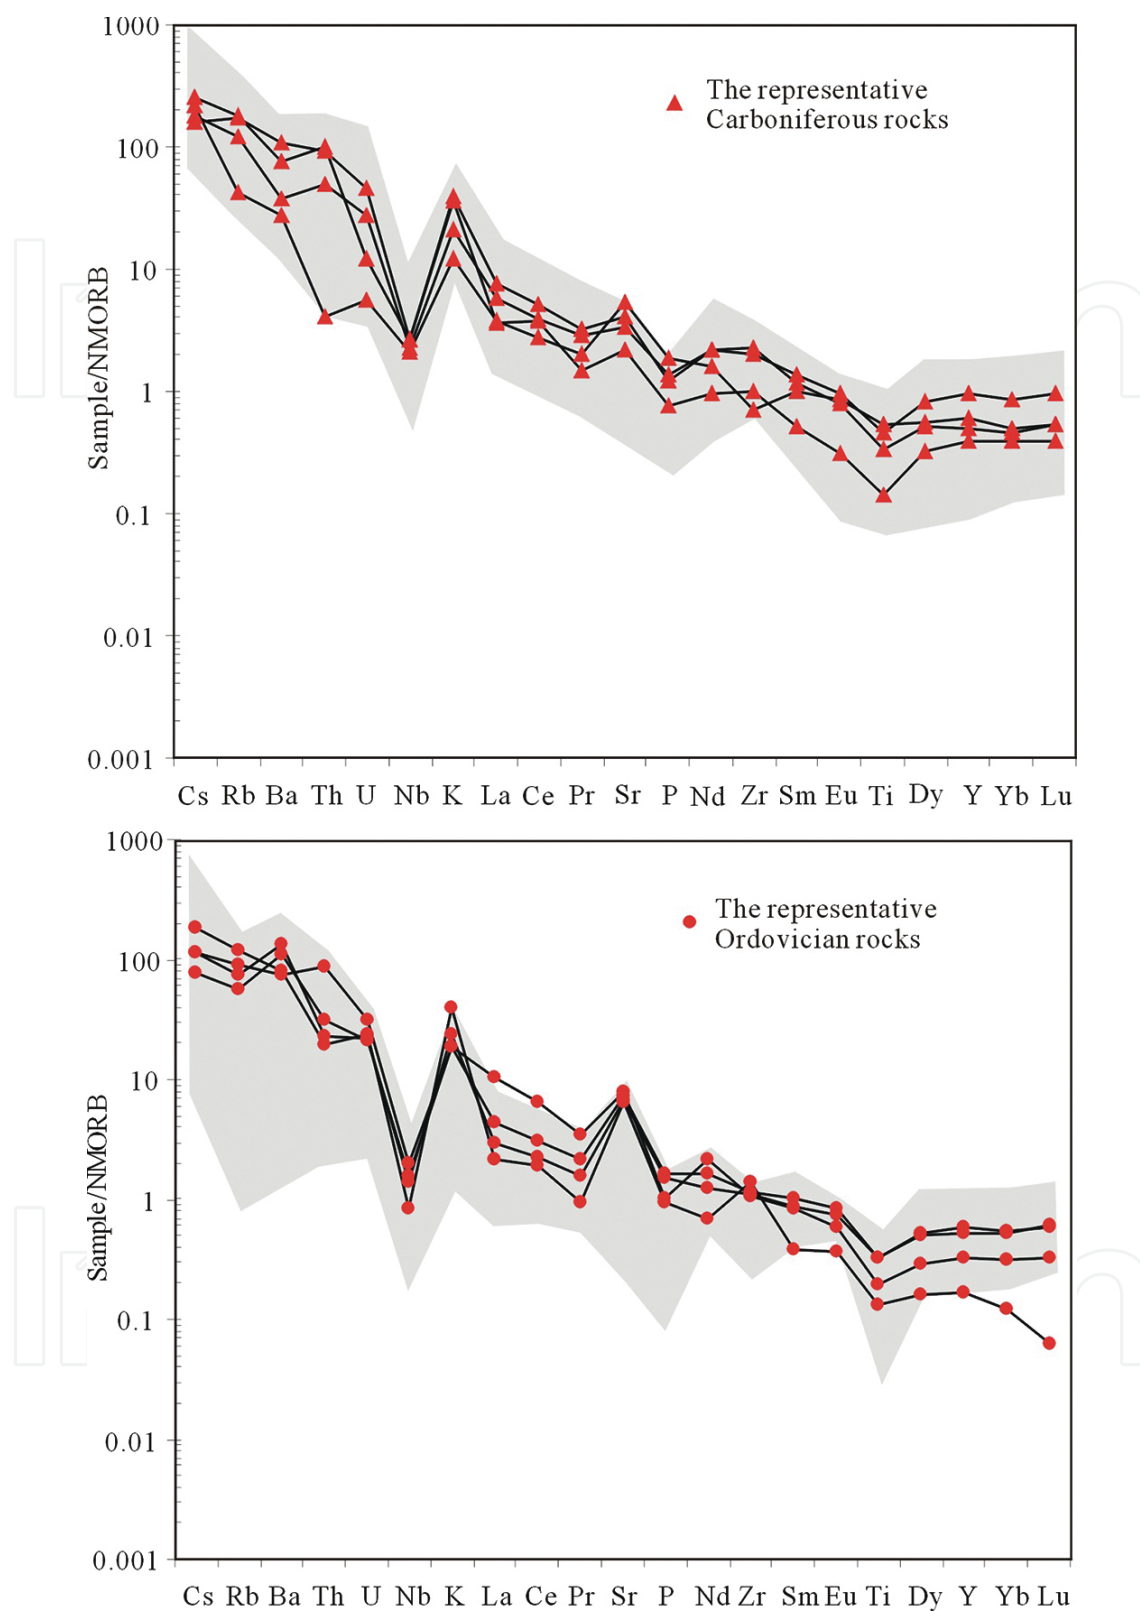 1000
100
10
1
0.1
0.01
0.001
Sample/NMORB
The representative
Carboniferous rocks
Cs Rb Ba Th U Nb K La Ce Pr Sr P Nd Zr Sm Eu Ti Dy Y Yb Lu
1000
100
10
1
0.1
0.01
0.001
Sample/NMORB
The representative
Ordovician rocks
Cs Rb Ba Th U Nb K La Ce Pr Sr P Nd Zr Sm Eu Ti Dy Y Yb Lu